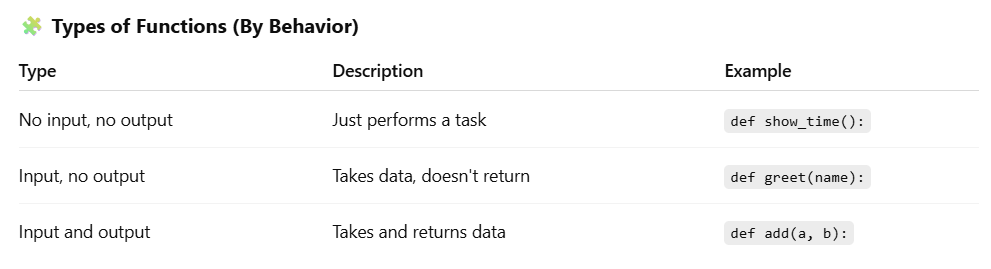 🧩 Types of Functions (By Behavior)
Type Description Example
No input, no output Just performs a task def show_time():
Input, no output Takes data, doesn't return def greet(name):
Input and output Takes and returns data def add(a, b):